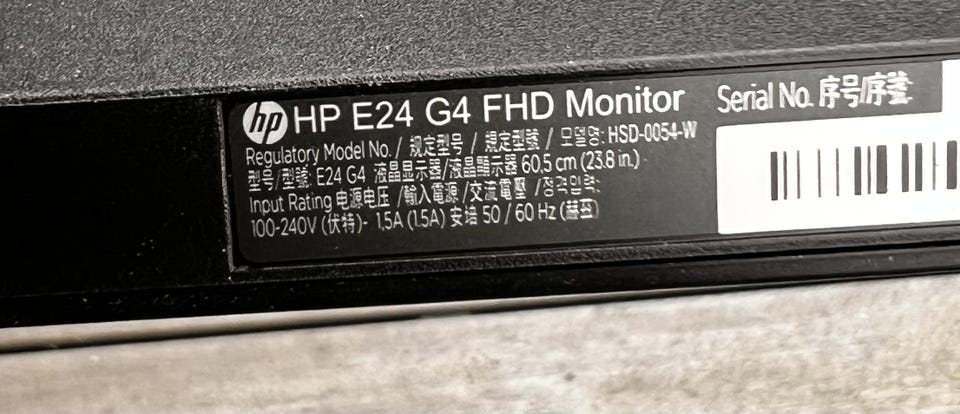 hp HP E24 G4 FHD Monitor
Regulatory Model No. / 规定型号 / 規定型號 / 모델명: HSD-0054-W
型号/型號: E24 G4 液晶显示器/液晶顯示器 60.5 cm (23.8 in.)
Input Rating 电源电压 /輸入電源 /交流電壓 /정격입력:
100-240V (伏特)- 1,5A (1.5A) 安培 50 / 60 Hz (赫茲)
Serial No. 序号/序號